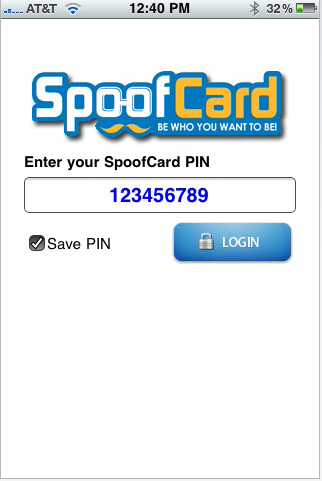 AT&T 12:40 PM 32%
SpoofCard
BE WHO YOU WANT TO BE!
Enter your SpoofCard PIN
123456789
Save PIN LOGIN